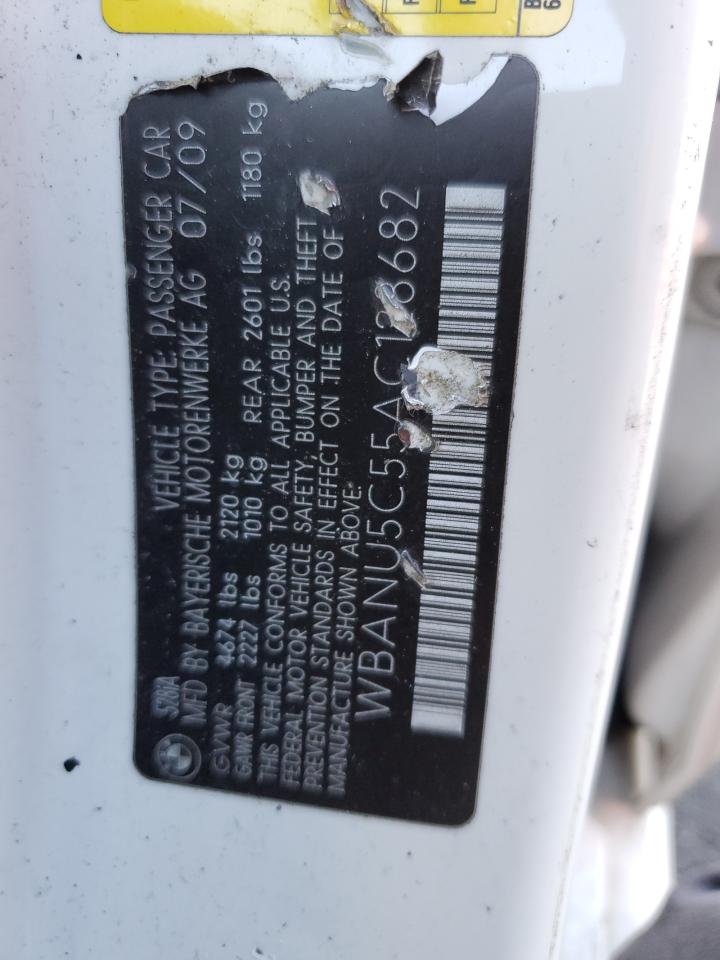 VEHICLE TYPE: PASSENGER CAR
MFD BY BAYERISCHE MOTORENWERKE AG 07/09
GVWR 4674 lbs 2120 kg
GAWR FRONT 2227 lbs 1010 kg REAR 2601 lbs 1180 kg
THIS VEHICLE CONFORMS TO ALL APPLICABLE U.S.
FEDERAL MOTOR VEHICLE SAFETY, BUMPER AND THEFT
PREVENTION STANDARDS IN EFFECT ON THE DATE OF
MANUFACTURE SHOWN ABOVE:
WBANU5C55AC128682